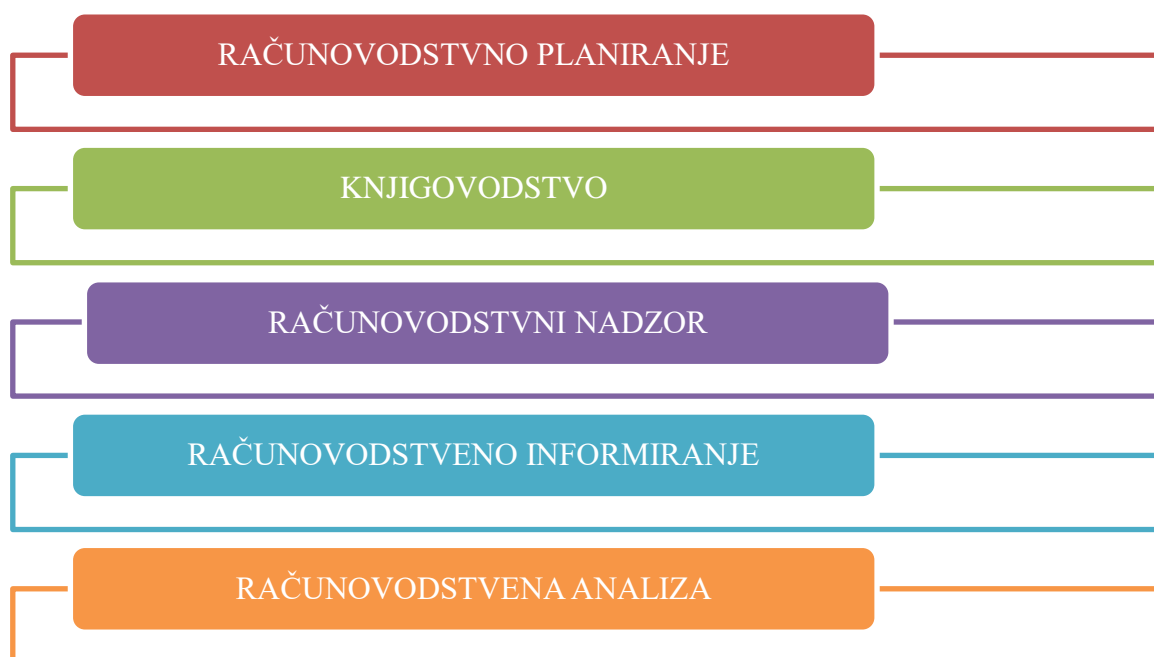 RAČUNOVODSTVNO PLANIRANJE
KNJIGOVODSTVO
RAČUNOVODSTVNI NADZOR
RAČUNOVODSTVENO INFORMIRANJE
RAČUNOVODSTVENA ANALIZA